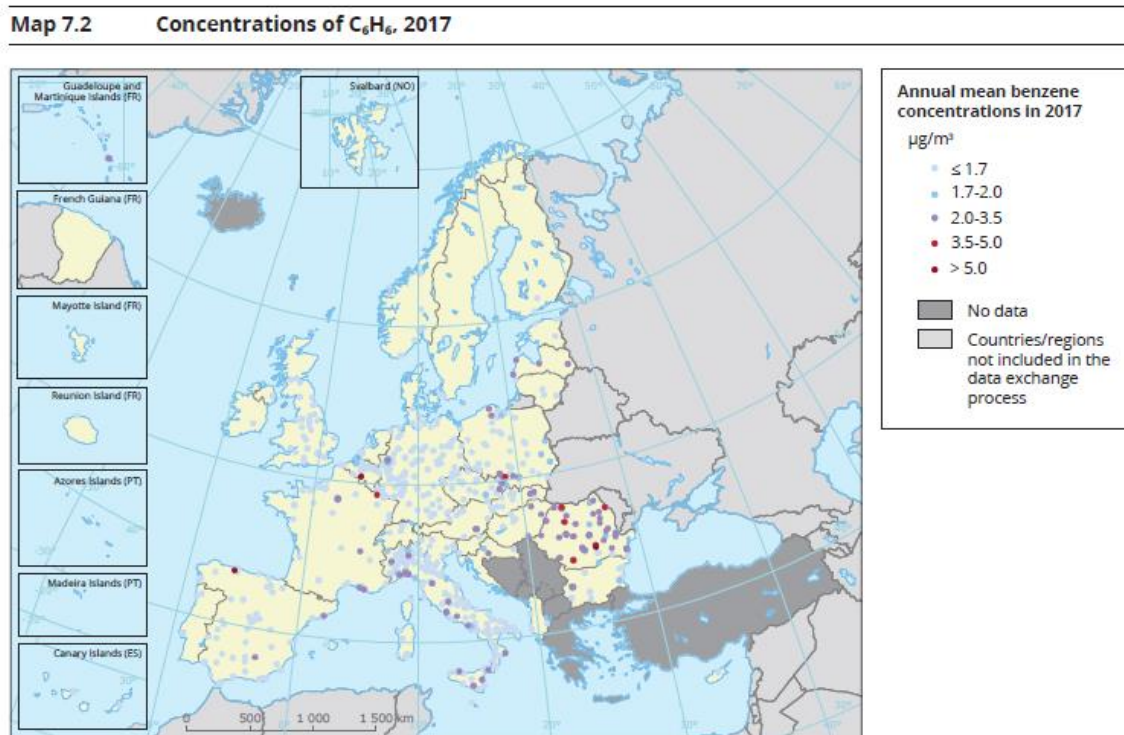 Map 7.2 Concentrations of C₆H₆, 2017
Guadeloupe and
Martinique Islands (FR)
French Guiana (FR)
Mayotte Island (FR)
Reunion Island (FR)
Azores Islands (PT)
Madeira Islands (PT)
Canary Islands (ES)
Svalbard (NO)
0 500 1 000 1 500 km
Annual mean benzene
concentrations in 2017
µg/m³
≤ 1.7
1.7-2.0
2.0-3.5
3.5-5.0
> 5.0
No data
Countries/regions
not included in the
data exchange
process